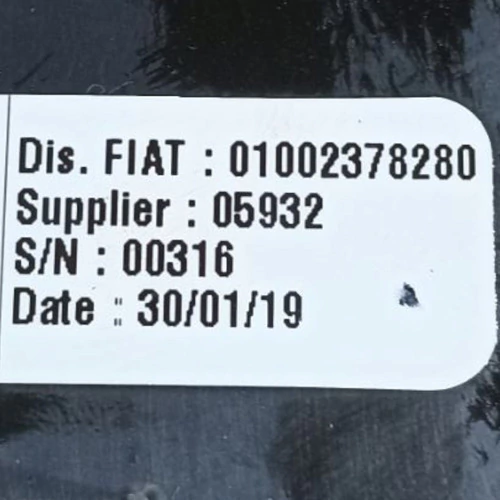 Dis. FIAT : 01002378280
Supplier : 05932
S/N : 00316
Date : 30/01/19